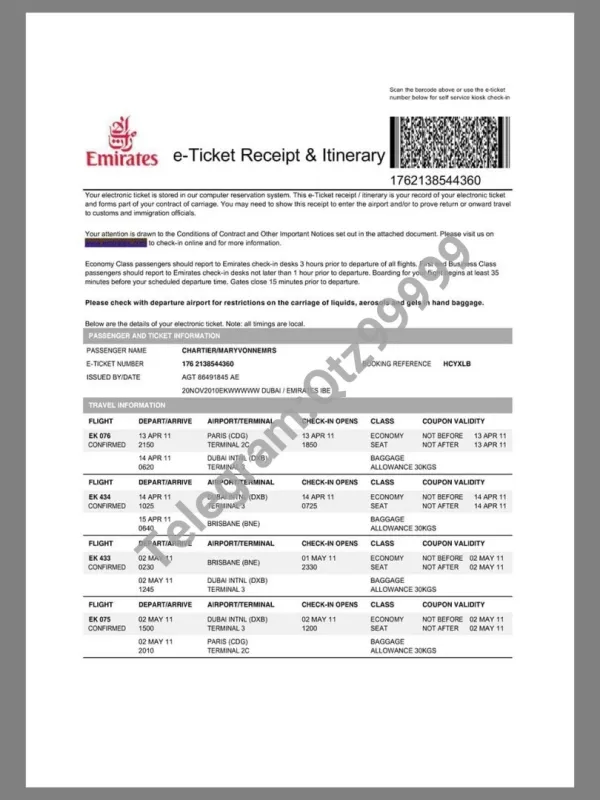 Scan the barcode above or use the e-ticket
number below for self service kiosk check-in
Emirates
e-Ticket Receipt & Itinerary
1762138544360
Your electronic ticket is stored in our computer reservation system. This e-Ticket receipt / itinerary is your record of your electronic ticket
and forms part of your contract of carriage. You may need to show this receipt to enter the airport and/or to prove return or onward travel
to customs and immigration officials.
Your attention is drawn to the Conditions of Contract and Other Important Notices set out in the attached document. Please visit us on
to check-in online and for more information.
Economy Class passengers should report to Emirates check-in desks 3 hours prior to departure of all flights. First and Business Class
passengers should report to Emirates check-in desks not later than 1 hour prior to departure. Boarding for your flight begins at least 35
minutes before your scheduled departure time. Gates close 15 minutes prior to departure.
Please check with departure airport for restrictions on the carriage of liquids, aerosols and gels in hand baggage.
Below are the details of your electronic ticket. Note: all timings are local.
PASSENGER AND TICKET INFORMATION
PASSENGER NAME CHARTIER/MARYVONNEMRS
E-TICKET NUMBER 176 2138544360 BOOKING REFERENCE HCYXLB
ISSUED BY/DATE AGT 86491845 AE
20NOV2010EKWWWWW DUBAI / EMIRATES IBE
TRAVEL INFORMATION
FLIGHT DEPART/ARRIVE AIRPORT/TERMINAL CHECK-IN OPENS CLASS COUPON VALIDITY
EK 076 13 APR 11 PARIS (CDG) 13 APR 11 ECONOMY NOT BEFORE 13 APR 11
CONFIRMED 2150 TERMINAL 2C 1850 SEAT NOT AFTER 13 APR 11
14 APR 11 DUBAI INTNL (DXB) BAGGAGE
0620 TERMINAL 3 ALLOWANCE 30KGS
FLIGHT DEPART/ARRIVE AIRPORT/TERMINAL CHECK-IN OPENS CLASS COUPON VALIDITY
EK 434 14 APR 11 DUBAI INTNL (DXB) 14 APR 11 ECONOMY NOT BEFORE 14 APR 11
CONFIRMED 1025 TERMINAL 3 0725 SEAT NOT AFTER 14 APR 11
15 APR 11 BRISBANE (BNE) BAGGAGE
0640 ALLOWANCE 30KGS
FLIGHT DEPART/ARRIVE AIRPORT/TERMINAL CHECK-IN OPENS CLASS COUPON VALIDITY
EK 433 02 MAY 11 BRISBANE (BNE) 01 MAY 11 ECONOMY NOT BEFORE 02 MAY 11
CONFIRMED 0230 2330 SEAT NOT AFTER 02 MAY 11
02 MAY 11 DUBAI INTNL (DXB) BAGGAGE
1245 TERMINAL 3 ALLOWANCE 30KGS
FLIGHT DEPART/ARRIVE AIRPORT/TERMINAL CHECK-IN OPENS CLASS COUPON VALIDITY
EK 075 02 MAY 11 DUBAI INTNL (DXB) 02 MAY 11 ECONOMY NOT BEFORE 02 MAY 11
CONFIRMED 1500 TERMINAL 3 1200 SEAT NOT AFTER 02 MAY 11
02 MAY 11 PARIS (CDG) BAGGAGE
2010 TERMINAL 2C ALLOWANCE 30KGS
Telegram:Qtz99999